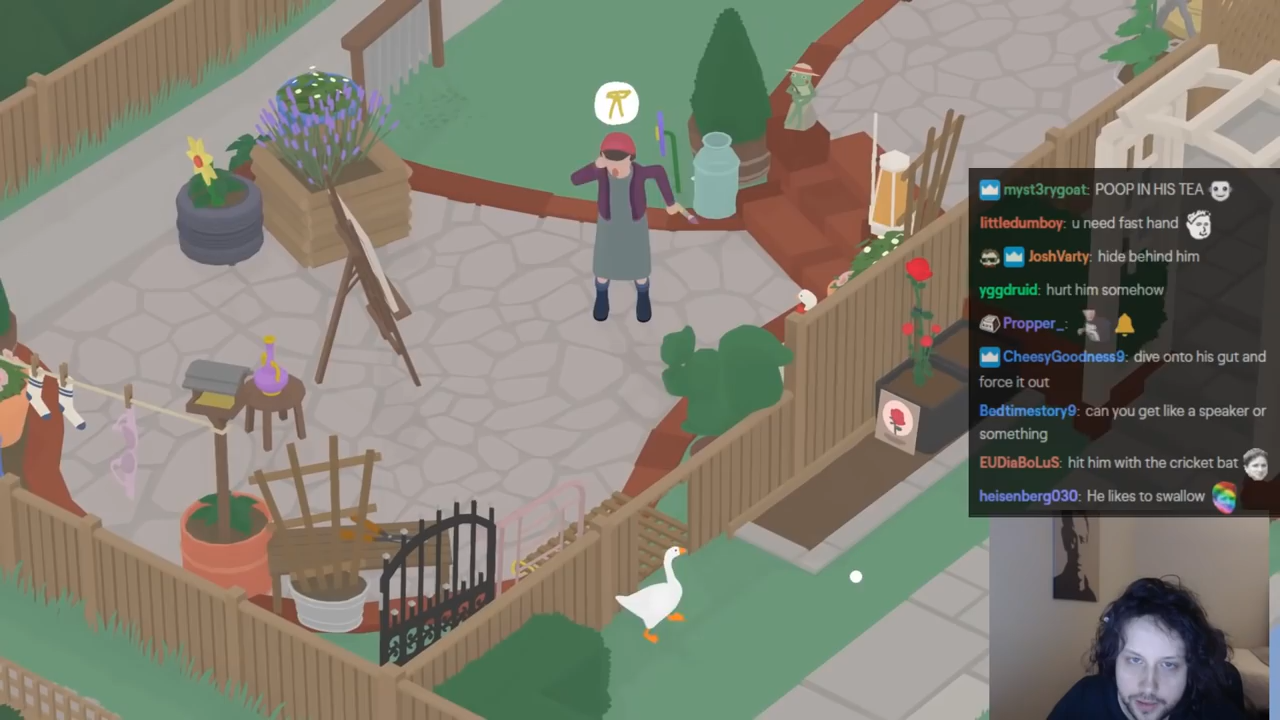 myst3rygoat: POOP IN HIS TEA
littledumboy: u need fast hand
JoshVarty: hide behind him
yggdruid: hurt him somehow
Propper_:
CheesyGoodness9: dive onto his gut and
force it out
Bedtimestory9: can you get like a speaker or
something
EUDiaBoLuS: hit him with the cricket bat
heisenberg030: He likes to swallow